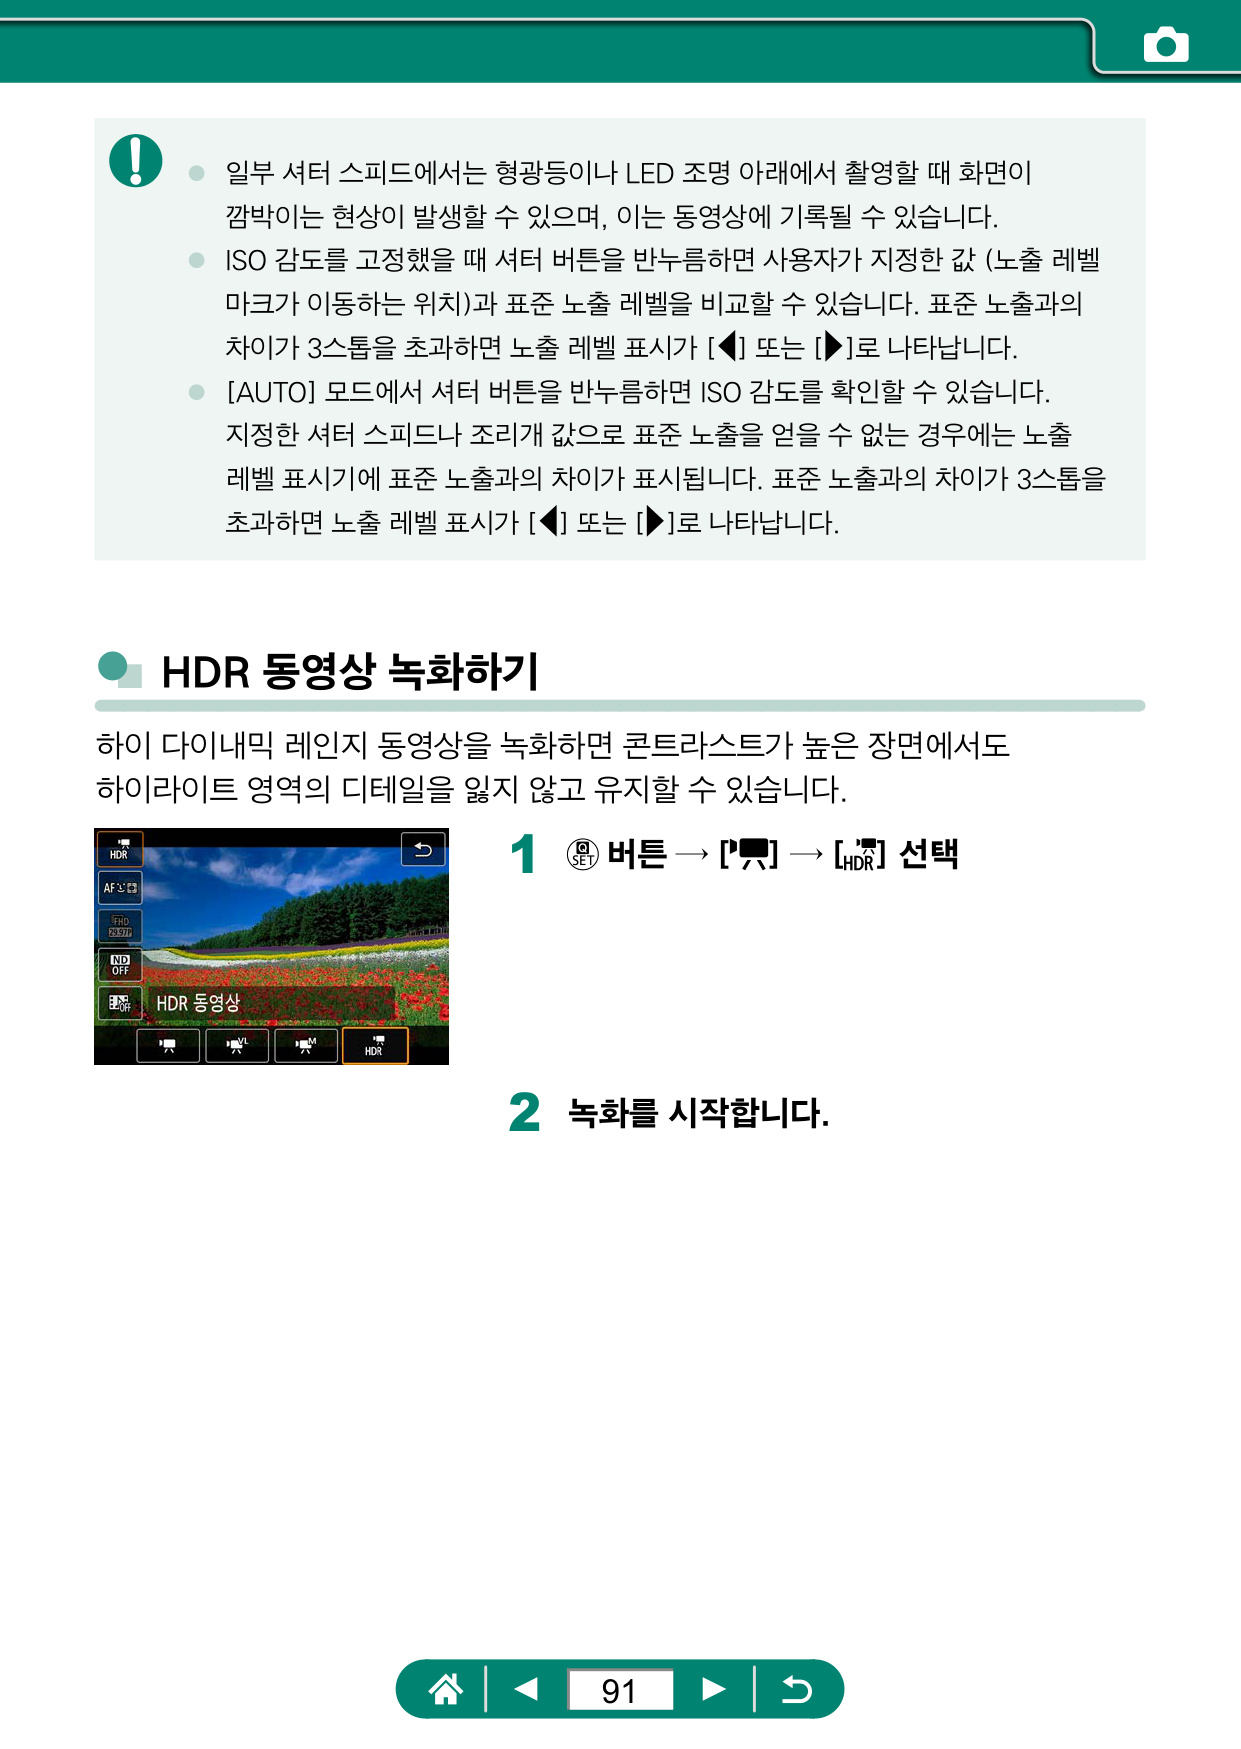 일부 셔터 스피드에서는 형광등이나 LED 조명 아래에서 촬영할 때 화면이
깜박이는 현상이 발생할 수 있으며, 이는 동영상에 기록될 수 있습니다.
ISO 감도를 고정했을 때 셔터 버튼을 반누름하면 사용자가 지정한 값 (노출 레벨
마크가 이동하는 위치)과 표준 노출 레벨을 비교할 수 있습니다. 표준 노출과의
차이가 3스톱을 초과하면 노출 레벨 표시가 [◀] 또는 [▶]로 나타납니다.
[AUTO] 모드에서 셔터 버튼을 반누름하면 ISO 감도를 확인할 수 있습니다.
지정한 셔터 스피드나 조리개 값으로 표준 노출을 얻을 수 없는 경우에는 노출
레벨 표시기에 표준 노출과의 차이가 표시됩니다. 표준 노출과의 차이가 3스톱을
초과하면 노출 레벨 표시가 [◀] 또는 [▶]로 나타납니다.
HDR 동영상 녹화하기
하이 다이내믹 레인지 동영상을 녹화하면 콘트라스트가 높은 장면에서도
하이라이트 영역의 디테일을 잃지 않고 유지할 수 있습니다.
HDR
AF
FHD
29.97P
ND
OFF
OFF
HDR 동영상
VL
M
HDR
1 Q SET 버튼 → [ ] → [HDR] 선택
2 녹화를 시작합니다.
91